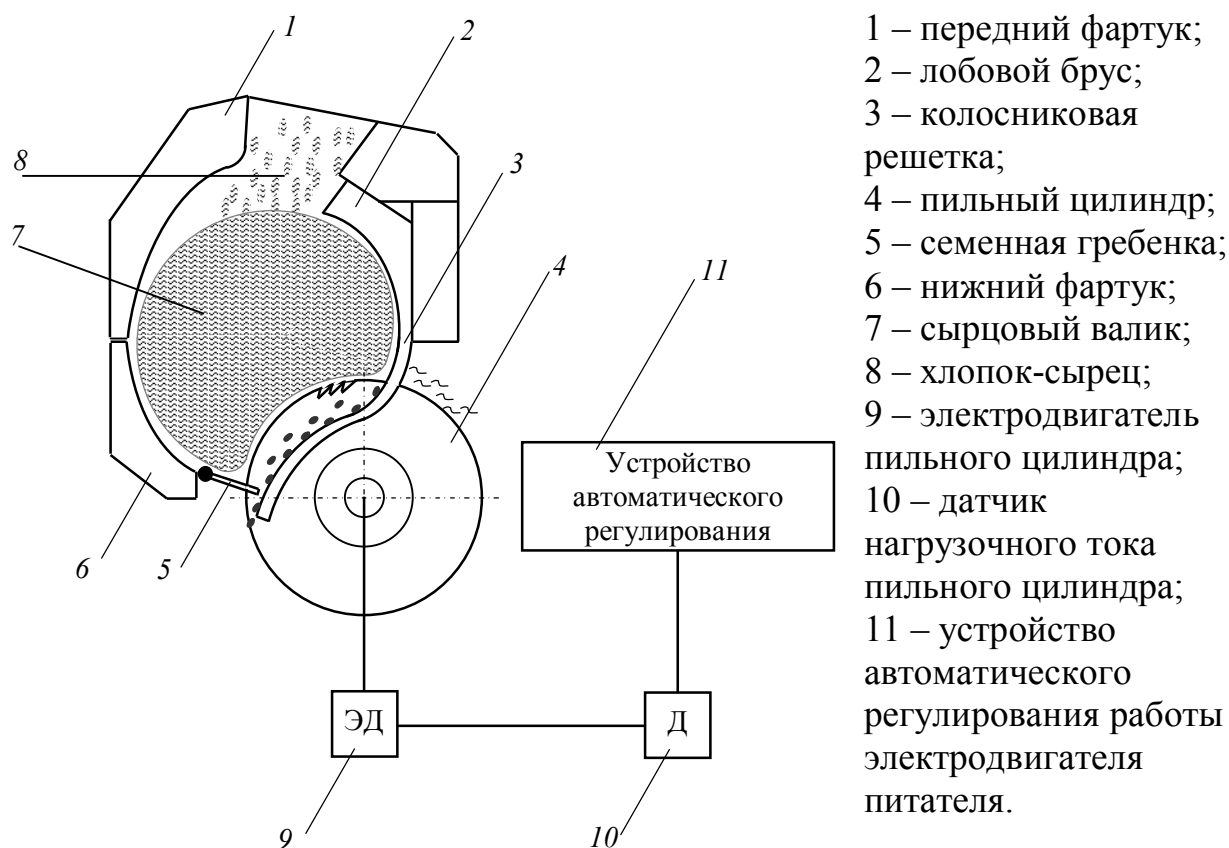 1
2
8
3
7
4
11
Устройство
автоматического
регулирования
6
5
ЭД
Д
9
10
1 – передний фартук;
2 – лобовой брус;
3 – колосниковая
решетка;
4 – пильный цилиндр;
5 – семенная гребенка;
6 – нижний фартук;
7 – сырцовый валик;
8 – хлопок-сырец;
9 – электродвигатель
пильного цилиндра;
10 – датчик
нагрузочного тока
пильного цилиндра;
11 – устройство
автоматического
регулирования работы
электродвигателя
питателя.